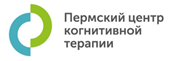 Пермский центр
когнитивной
терапии